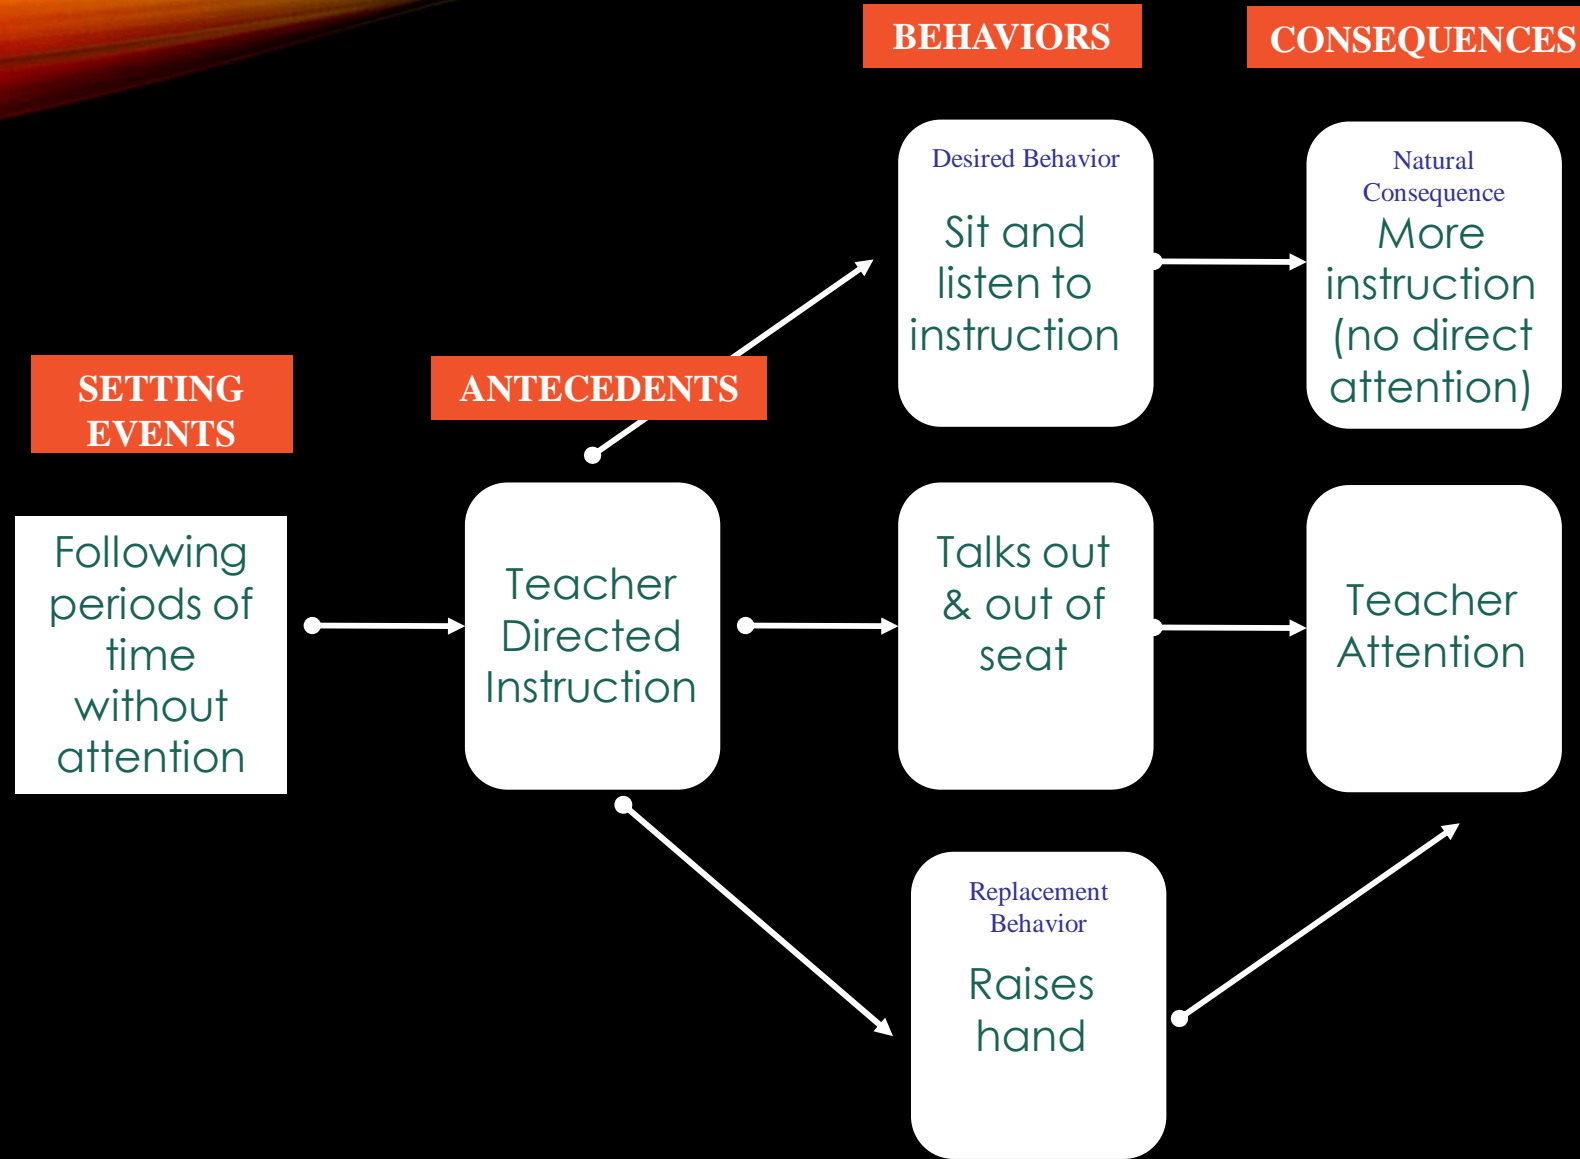 BEHAVIORS
CONSEQUENCES
Desired Behavior
Sit and
listen to
instruction
Natural
Consequence
More
instruction
(no direct
attention)
SETTING
EVENTS
ANTECEDENTS
Following
periods of
time
without
attention
Teacher
Directed
Instruction
Talks out
& out of
seat
Teacher
Attention
Replacement
Behavior
Raises
hand